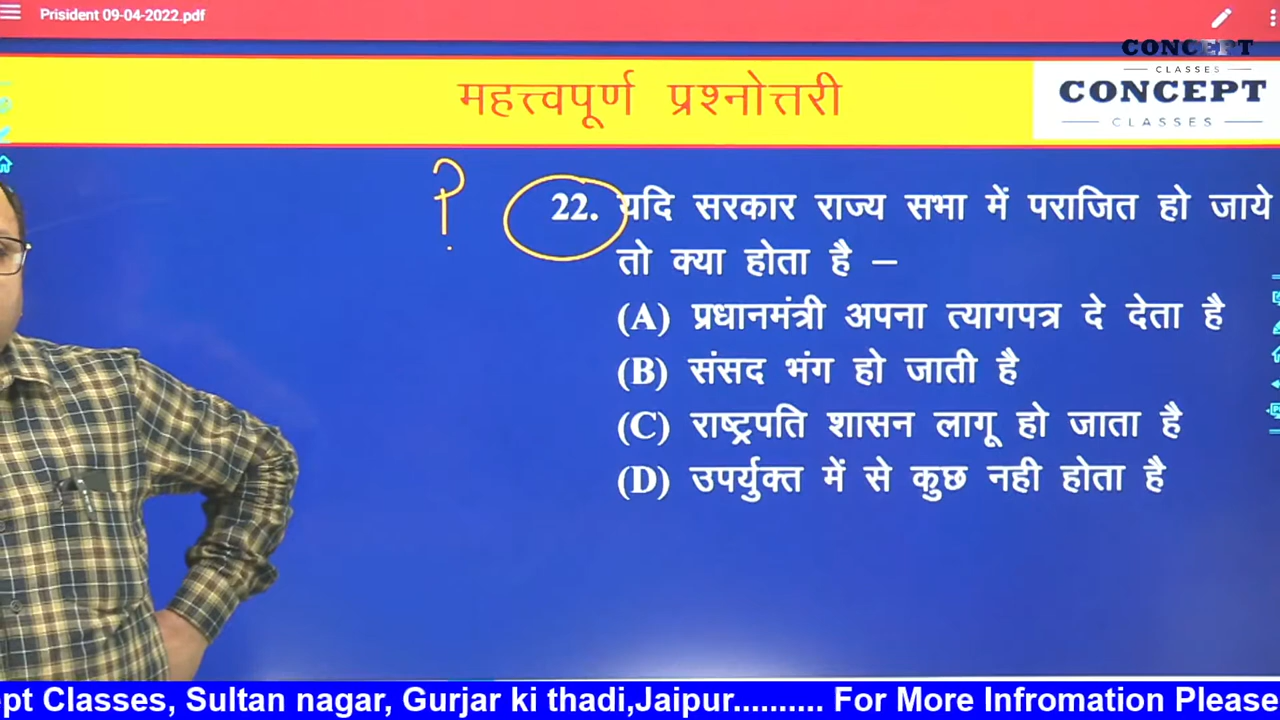 Prisident 09-04-2022.pdf
CONCEPT
CLASSES
महत्त्वपूर्ण प्रश्नोत्तरी
CONCEPT
CLASSES
?
22. यदि सरकार राज्य सभा में पराजित हो जाये
तो क्या होता है –
(A) प्रधानमंत्री अपना त्यागपत्र दे देता है
(B) संसद भंग हो जाती है
(C) राष्ट्रपति शासन लागू हो जाता है
(D) उपर्युक्त में से कुछ नही होता है
pt Classes, Sultan nagar, Gurjar ki thadi,Jaipur.......... For More Infromation Please